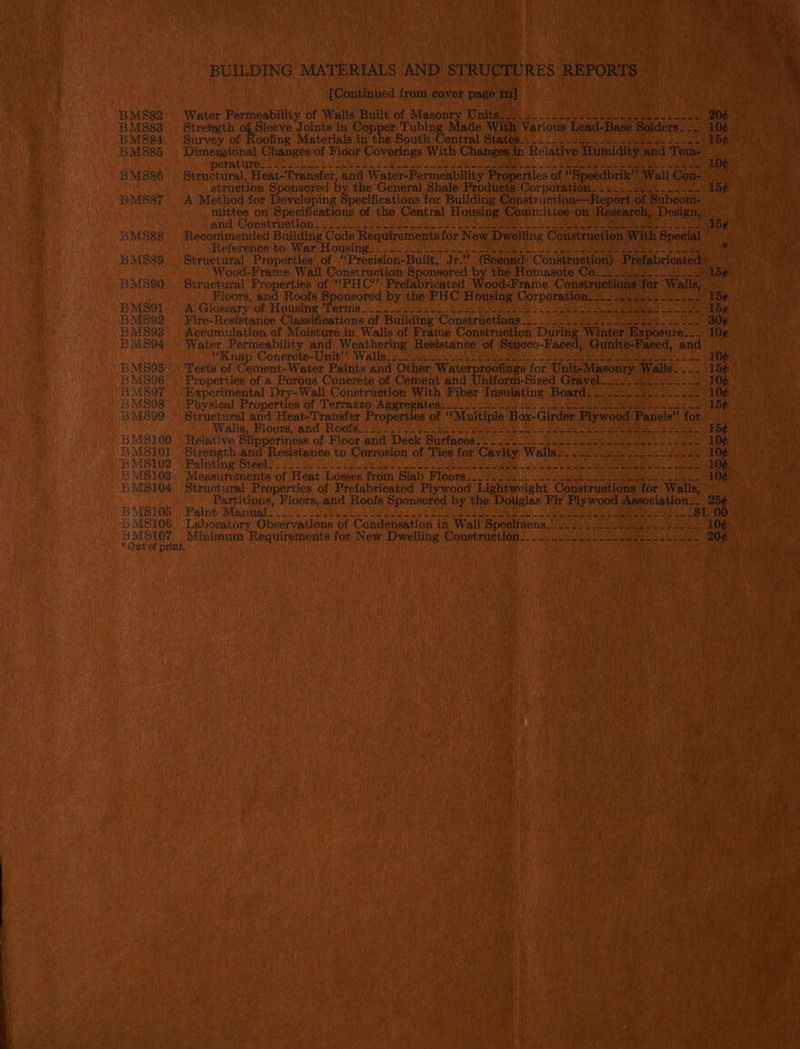 BUILDING MATERIALS AND STRUCTURES REPORTS
[Continued from cover page III]
BMS82 Water Permeability of Walls Built of Masonry Units 20¢
BMS83 Strength of Sleeve Joints in Copper Tubing Made With Various Lead-Base Solders 10¢
BMS84 Survey of Roofing Materials in the South Central States 15¢
BMS85 Dimensional Changes of Floor Coverings With Changes in Relative Humidity and Tem-
perature 10¢
BMS86 Structural, Heat-Transfer, and Water-Permeability Properties of “Speedbrik” Wall Con-
struction Sponsored by the General Shale Products Corporation 15¢
BMS87 A Method for Developing Specifications for Building Construction—Report of Subcom-
mittee on Specifications of the Central Housing Committee on Research, Design,
and Construction 15¢
BMS88 Recommended Building Code Requirements for New Dwelling Construction With Special
Reference to War Housing *
BMS89 Structural Properties of “Precision-Built, Jr.” (Second Construction) Prefabricated
Wood-Frame Wall Construction Sponsored by the Homasote Co. 15¢
BMS90 Structural Properties of “PHC” Prefabricated Wood-Frame Constructions for Walls,
Floors, and Roofs Sponsored by the PHC Housing Corporation 15¢
BMS91 A Glossary of Housing Terms 15¢
BMS92 Fire-Resistance Classifications of Building Constructions 30¢
BMS93 Accumulation of Moisture in Walls of Frame Construction During Winter Exposure 10¢
BMS94 Water Permeability and Weathering Resistance of Stucco-Faced, Gunite-Faced, and
“Knap Concrete-Unit” Walls 10¢
BMS95 Tests of Cement-Water Paints and Other Waterproofings for Unit-Masonry Walls 15¢
BMS96 Properties of a Porous Concrete of Cement and Uniform-Sized Gravel 10¢
BMS97 Experimental Dry-Wall Construction With Fiber Insulating Board 10¢
BMS98 Physical Properties of Terrazzo Aggregates 15¢
BMS99 Structural and Heat-Transfer Properties of “Multiple Box-Girder Plywood Panels” for
Walls, Floors, and Roofs 15¢
BMS100 Relative Slipperiness of Floor and Deck Surfaces 10¢
BMS101 Strength and Resistance to Corrosion of Ties for Cavity Walls 10¢
BMS102 Painting Steel 10¢
BMS103 Measurements of Heat Losses from Slab Floors 10¢
BMS104 Structural Properties of Prefabricated Plywood Lightweight Constructions for Walls,
Partitions, Floors, and Roofs Sponsored by the Douglas Fir Plywood Association 25¢
BMS105 Paint Manual $1.00
BMS106 Laboratory Observations of Condensation in Wall Specimens 10¢
BMS107 Minimum Requirements for New Dwelling Construction 20¢
* Out of print.